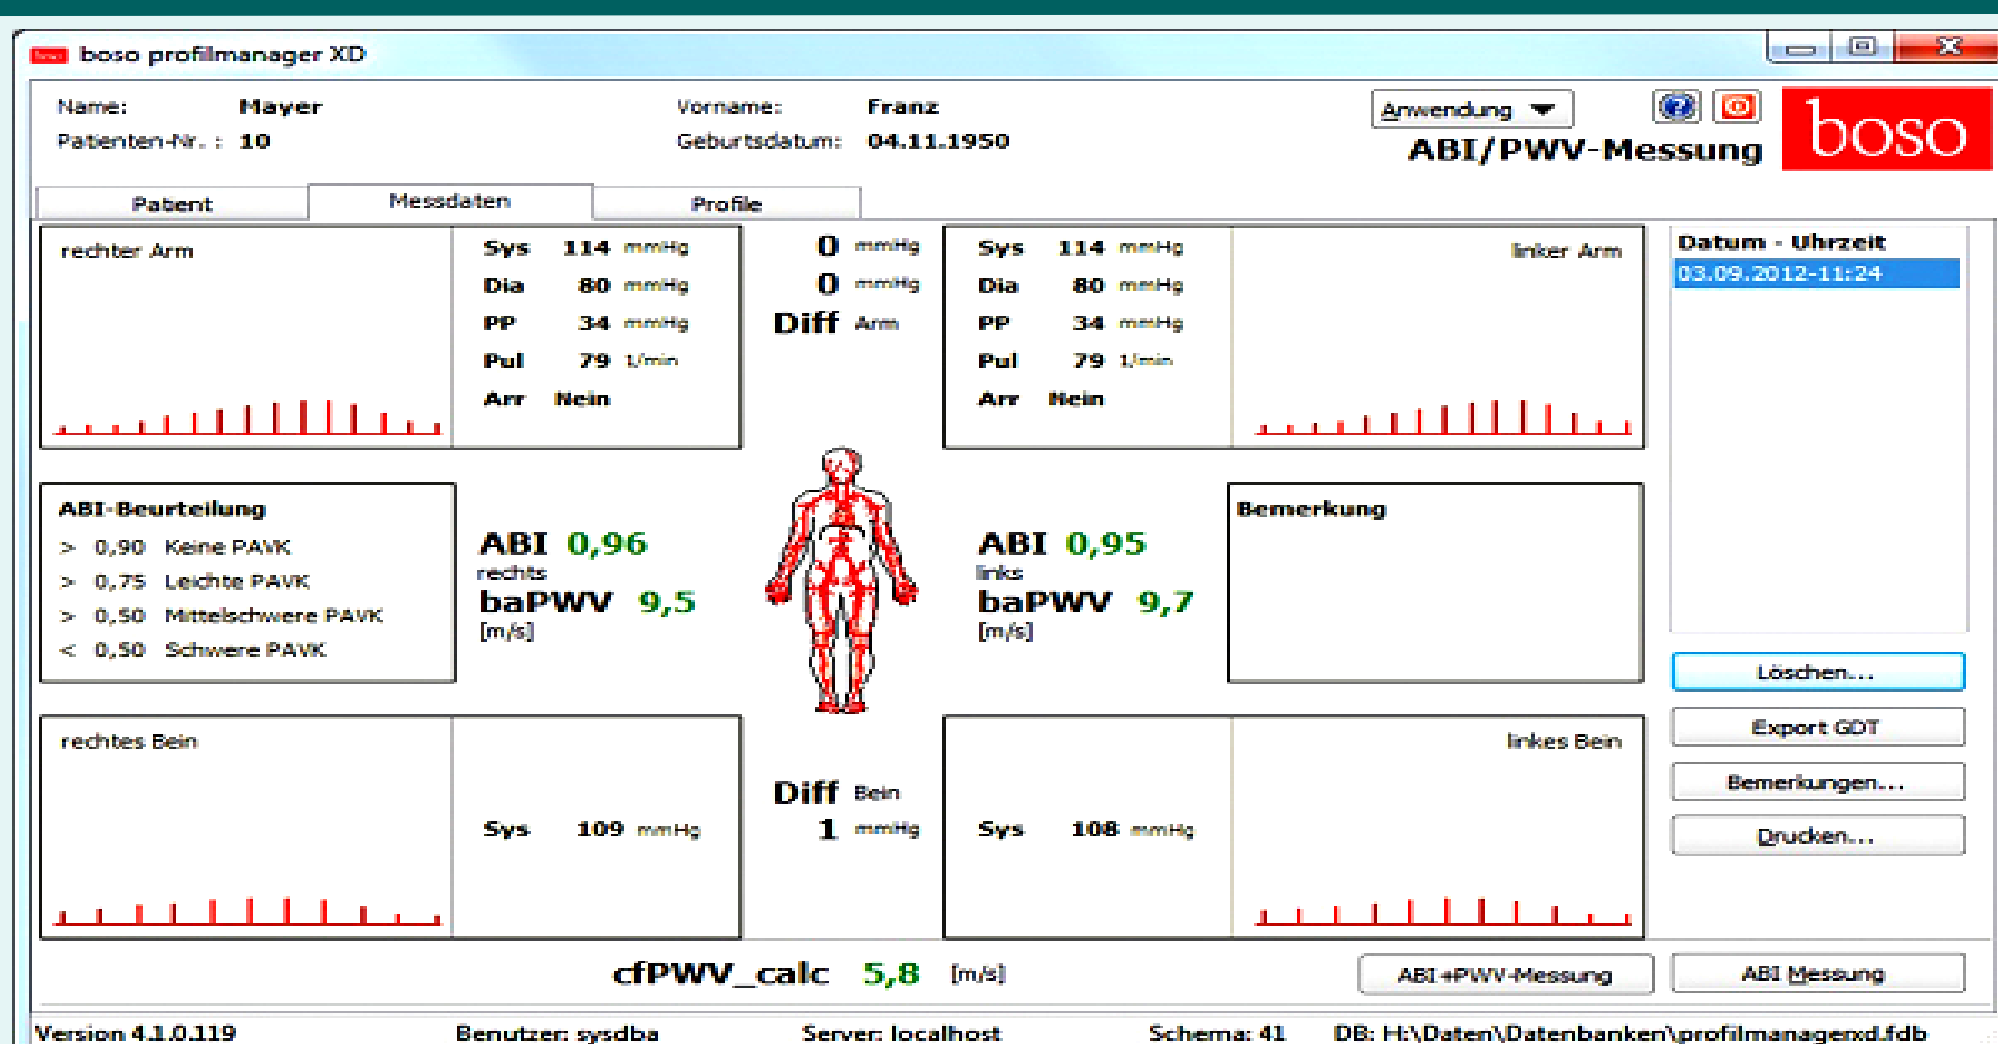 boso boso profilmanager XD
Name: Mayer Vorname: Franz Anwendung
Patienten-Nr. : 10 Geburtsdatum: 04.11.1950
ABI/PWV-Messung
boso
Patient Messdaten Profile
rechter Arm
Sys 114 mmHg
Dia 80 mmHg
PP 34 mmHg
Pul 79 1/min
Arr Nein
0 mmHg
0 mmHg
Diff Arm
Sys 114 mmHg
Dia 80 mmHg
PP 34 mmHg
Pul 79 1/min
Arr Nein
linker Arm
Datum - Uhrzeit
03.09.2012-11:24
ABI-Beurteilung
> 0,90 Keine PAVK
> 0,75 Leichte PAVK
> 0,50 Mittelschwere PAVK
< 0,50 Schwere PAVK
ABI 0,96
rechts
baPWV 9,5
[m/s]
ABI 0,95
links
baPWV 9,7
[m/s]
Bemerkung
Löschen...
Export GDT
Bemerkungen...
Drucken...
rechtes Bein
Sys 109 mmHg
Diff Bein
1 mmHg
Sys 108 mmHg
linkes Bein
cfPWV_calc 5,8 [m/s]
ABI+PWV-Messung ABI Messung
Version 4.1.0.119 Benutzer: sysdba Server: localhost Schema: 41 DB: H:\Daten\Datenbanken\profilmanagerxd.fdb